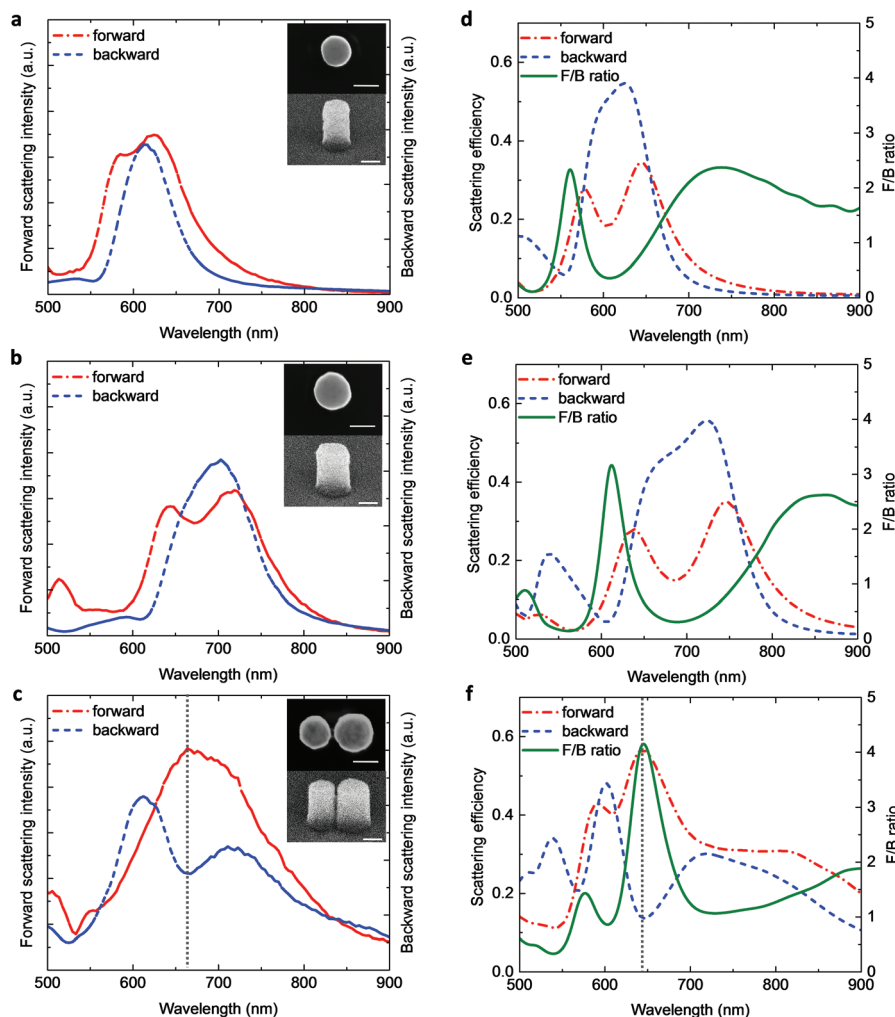 a
forward
backward
Forward scattering intensity (a.u.)
Backward scattering intensity (a.u.)
500 600 700 800 900
Wavelength (nm)
d
forward
backward
F/B ratio
Scattering efficiency
0.6
0.4
0.2
0.0
F/B ratio
5
4
3
2
1
0
500 600 700 800 900
Wavelength (nm)
b
forward
backward
Forward scattering intensity (a.u.)
Backward scattering intensity (a.u.)
500 600 700 800 900
Wavelength (nm)
e
forward
backward
F/B ratio
Scattering efficiency
0.6
0.4
0.2
0.0
F/B ratio
5
4
3
2
1
0
500 600 700 800 900
Wavelength (nm)
c
forward
backward
Forward scattering intensity (a.u.)
Backward scattering intensity (a.u.)
500 600 700 800 900
Wavelength (nm)
f
forward
backward
F/B ratio
Scattering efficiency
0.6
0.4
0.2
0.0
F/B ratio
5
4
3
2
1
0
500 600 700 800 900
Wavelength (nm)